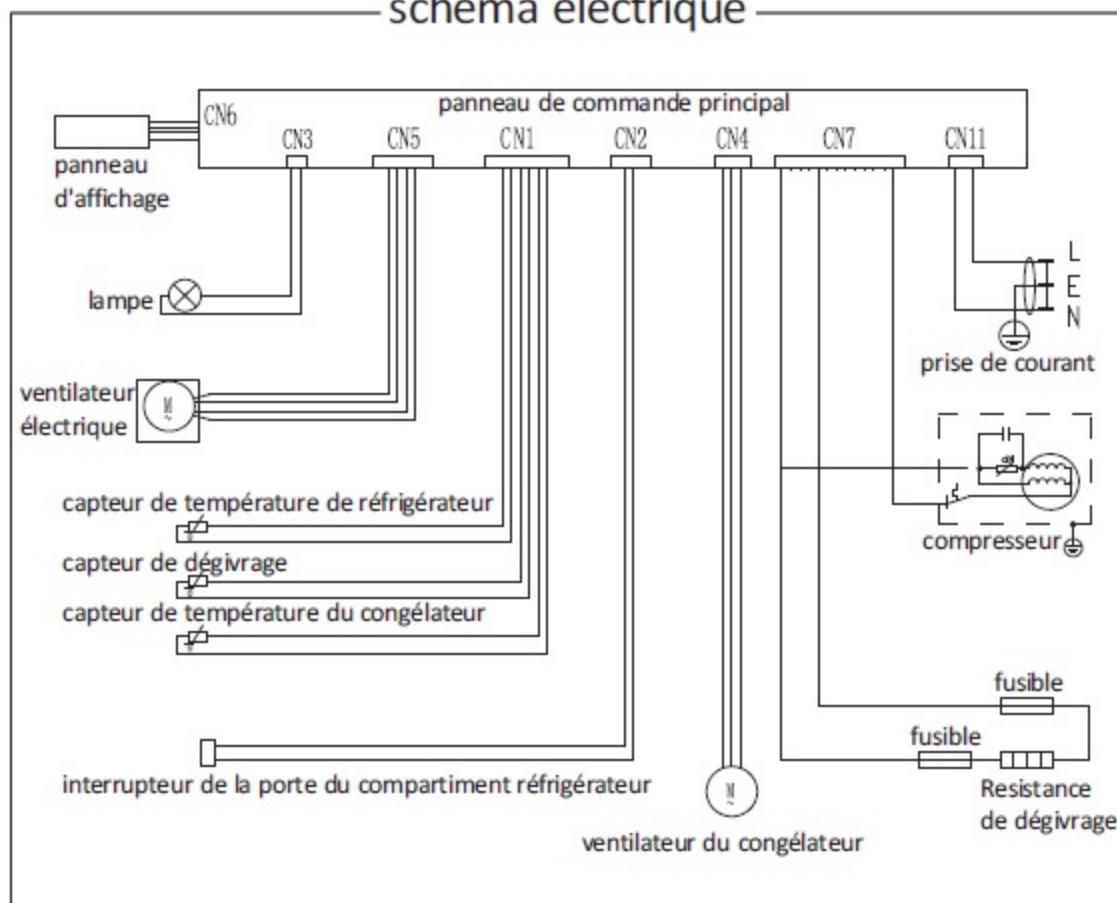 schéma électrique
panneau de commande principal
CN6
CN3
CN5
CN1
CN2
CN4
CN7
CN11
panneau
d'affichage
L
E
N
lampe
prise de courant
ventilateur
électrique
M
~
capteur de température de réfrigérateur
capteur de dégivrage
compresseur
capteur de température du congélateur
fusible
fusible
interrupteur de la porte du compartiment réfrigérateur
M
~
Resistance
de dégivrage
ventilateur du congélateur